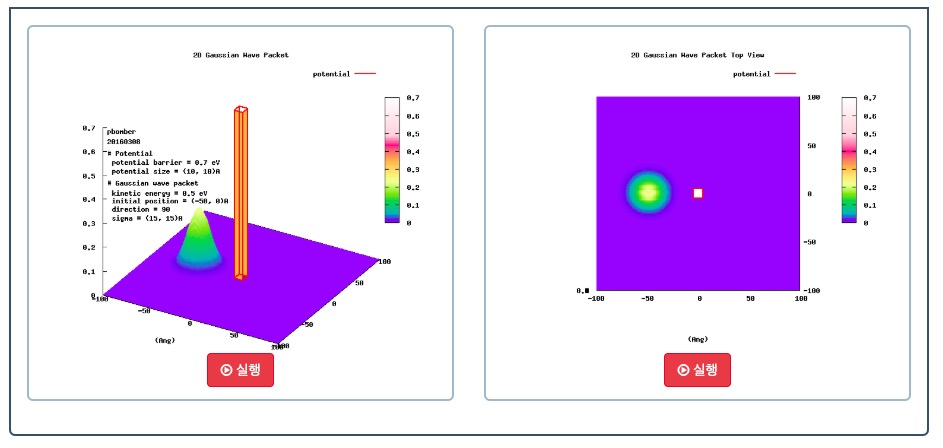 2D Gaussian Wave Packet
potential
0.7
0.6
0.5
0.4
0.3
0.2
0.1
0
0.7
0.6
0.5
0.4
0.3
0.2
0.1
0
pbomber
20160308
# Potential
potential barrier = 0.7 eV
potential size = (10, 10)A
# Gaussian wave packet
kinetic energy = 0.5 eV
initial position = (-50, 0)A
direction = 90
sigma = (15, 15)A
-100
-50
0
50
100
-50
0
50
100
(Ang)
실행
2D Gaussian Wave Packet Top View
potential
0.7
0.6
0.5
0.4
0.3
0.2
0.1
0
100
50
0
-50
-100
-100
-50
0
50
100
(Ang)
실행